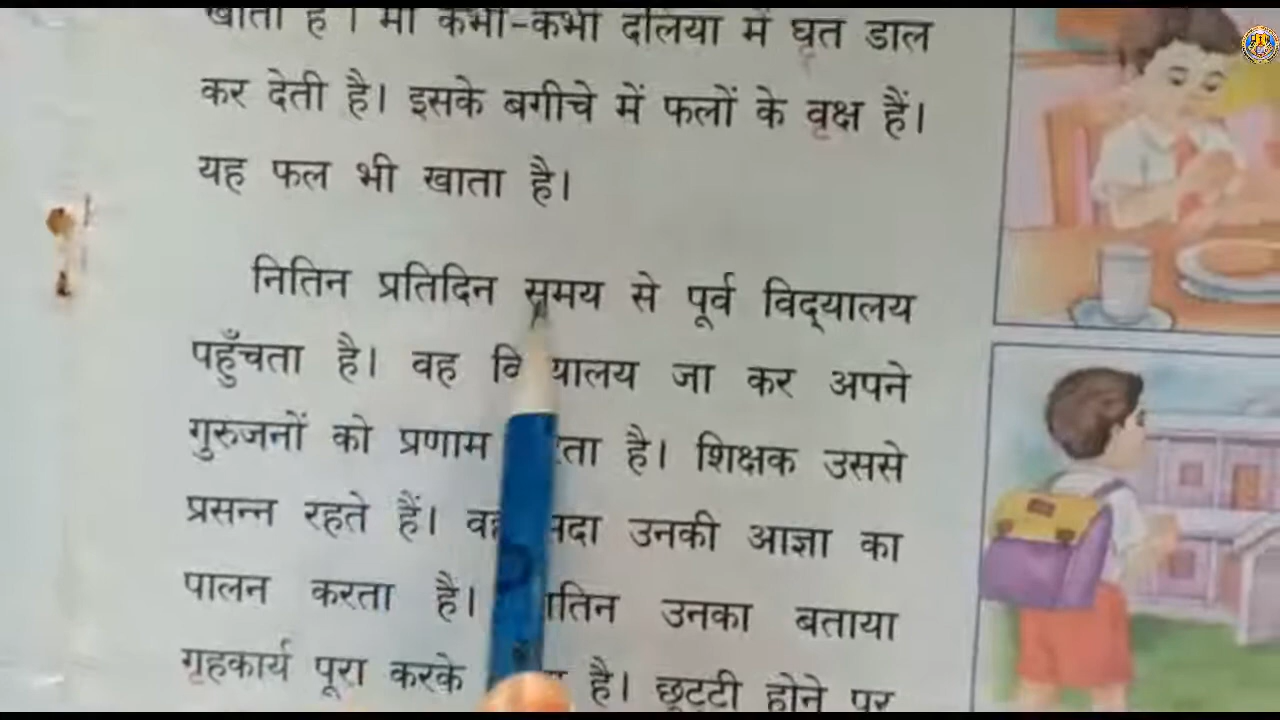 खाता है । माँ कभी-कभी दलिया में घृत डाल
कर देती है। इसके बगीचे में फलों के वृक्ष हैं।
यह फल भी खाता है।
नितिन प्रतिदिन समय से पूर्व विद्यालय
पहुँचता है। वह वि यालय जा कर अपने
गुरुजनों को प्रणाम ता है। शिक्षक उससे
प्रसन्न रहते हैं। उनकी आज्ञा का
पालन करता है। उनका बताया
गृहकार्य पूरा करके है। छुट्टी होने पर